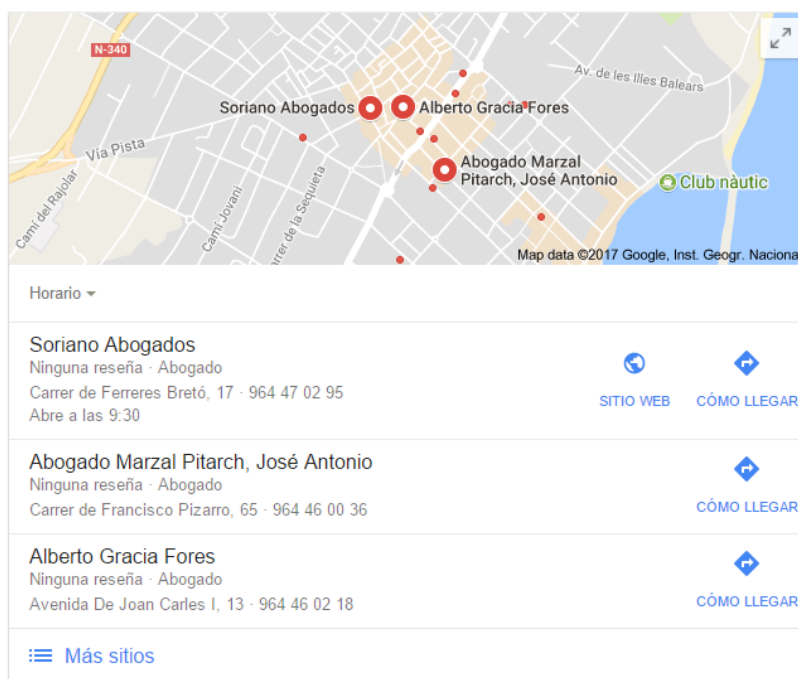 N-340
Av. de les Illes Balears
Soriano Abogados
Alberto Gracia Fores
Vía Pista
Abogado Marzal
Pitarch, José Antonio
Club nàutic
Camí del Rajolar
Camí Jovani
Carrer de la Sequieta
Map data ©2017 Google, Inst. Geogr. Naciona
Horario
Soriano Abogados
Ninguna reseña · Abogado
Carrer de Ferreres Bretó, 17 · 964 47 02 95
Abre a las 9:30
SITIO WEB
CÓMO LLEGAR
Abogado Marzal Pitarch, José Antonio
Ninguna reseña · Abogado
Carrer de Francisco Pizarro, 65 · 964 46 00 36
CÓMO LLEGAR
Alberto Gracia Fores
Ninguna reseña · Abogado
Avenida De Joan Carles I, 13 · 964 46 02 18
CÓMO LLEGAR
Más sitios